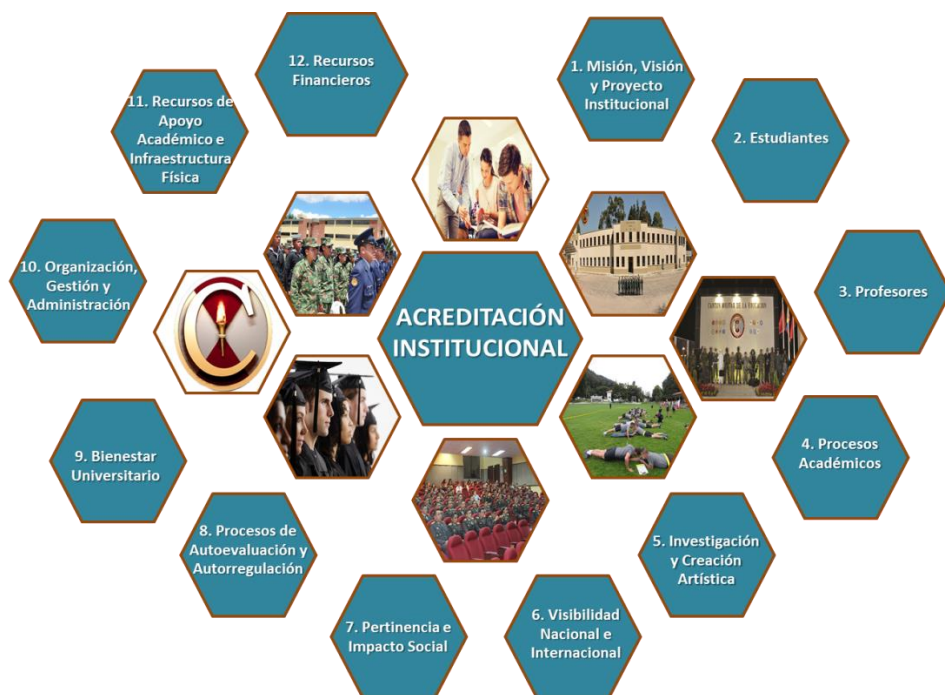 ACREDITACIÓN
INSTITUCIONAL
1. Misión, Visión
y Proyecto
Institucional
2. Estudiantes
3. Profesores
4. Procesos
Académicos
5. Investigación
y Creación
Artística
6. Visibilidad
Nacional e
Internacional
7. Pertinencia e
Impacto Social
8. Procesos de
Autoevaluación y
Autorregulación
9. Bienestar
Universitario
10. Organización,
Gestión y
Administración
11. Recursos de
Apoyo
Académico e
Infraestructura
Física
12. Recursos
Financieros